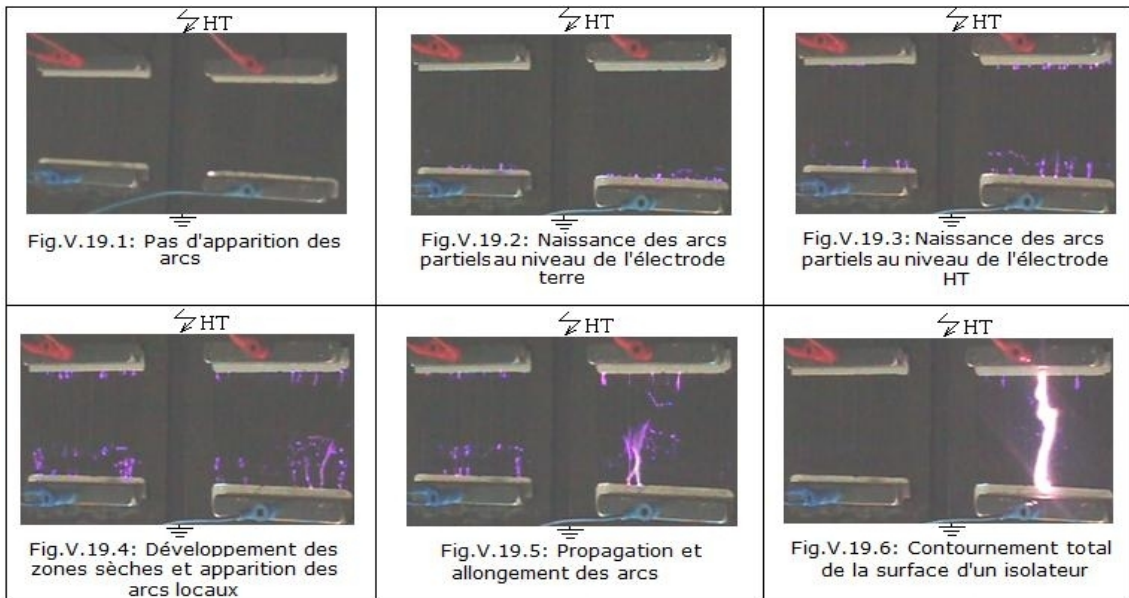 HT
Fig.V.19.1: Pas d'apparition des
arcs
HT
Fig.V.19.2: Naissance des arcs
partiels au niveau de l'électrode
terre
HT
Fig.V.19.3: Naissance des arcs
partiels au niveau de l'électrode
HT
HT
Fig.V.19.4: Développement des
zones sèches et apparition des
arcs locaux
HT
Fig.V.19.5: Propagation et
allongement des arcs
HT
Fig.V.19.6: Contournement total
de la surface d'un isolateur